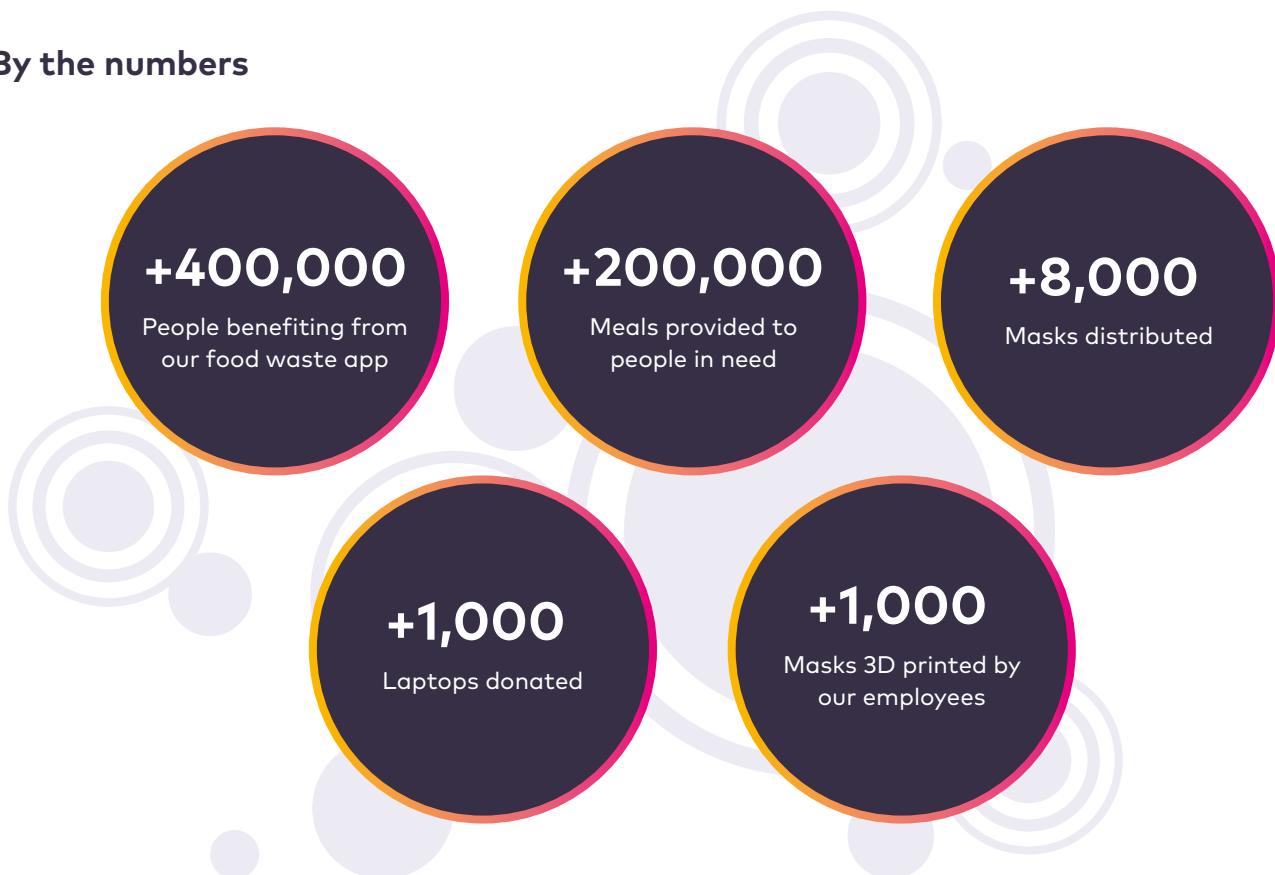 By the numbers
+400,000
People benefiting from
our food waste app
+200,000
Meals provided to
people in need
+8,000
Masks distributed
+1,000
Laptops donated
+1,000
Masks 3D printed by
our employees